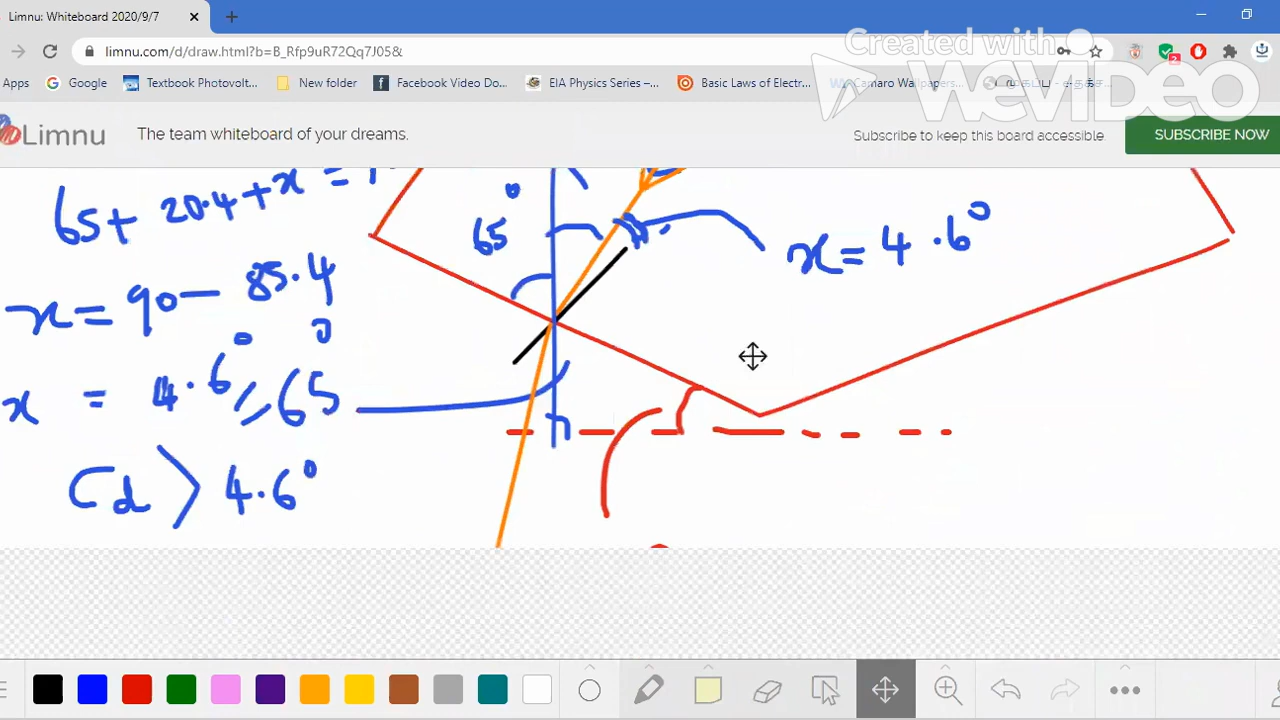 Limnu: Whiteboard 2020/9/7
limnu.com/d/draw.html?b=B_Rfp9uR72Qq7J05&
Created with
WEVIDEO
Apps
Google
Textbook Photovolt...
New folder
Facebook Video Do...
EIA Physics Series –...
Basic Laws of Electr...
Camaro Wallpapers...
Limnu
The team whiteboard of your dreams.
Subscribe to keep this board accessible
SUBSCRIBE NOW
65 + 20.4 + x =
65°
x = 4.6°
x = 90 - 85.4
x = 4.6°
65°
Cd > 4.6°
n